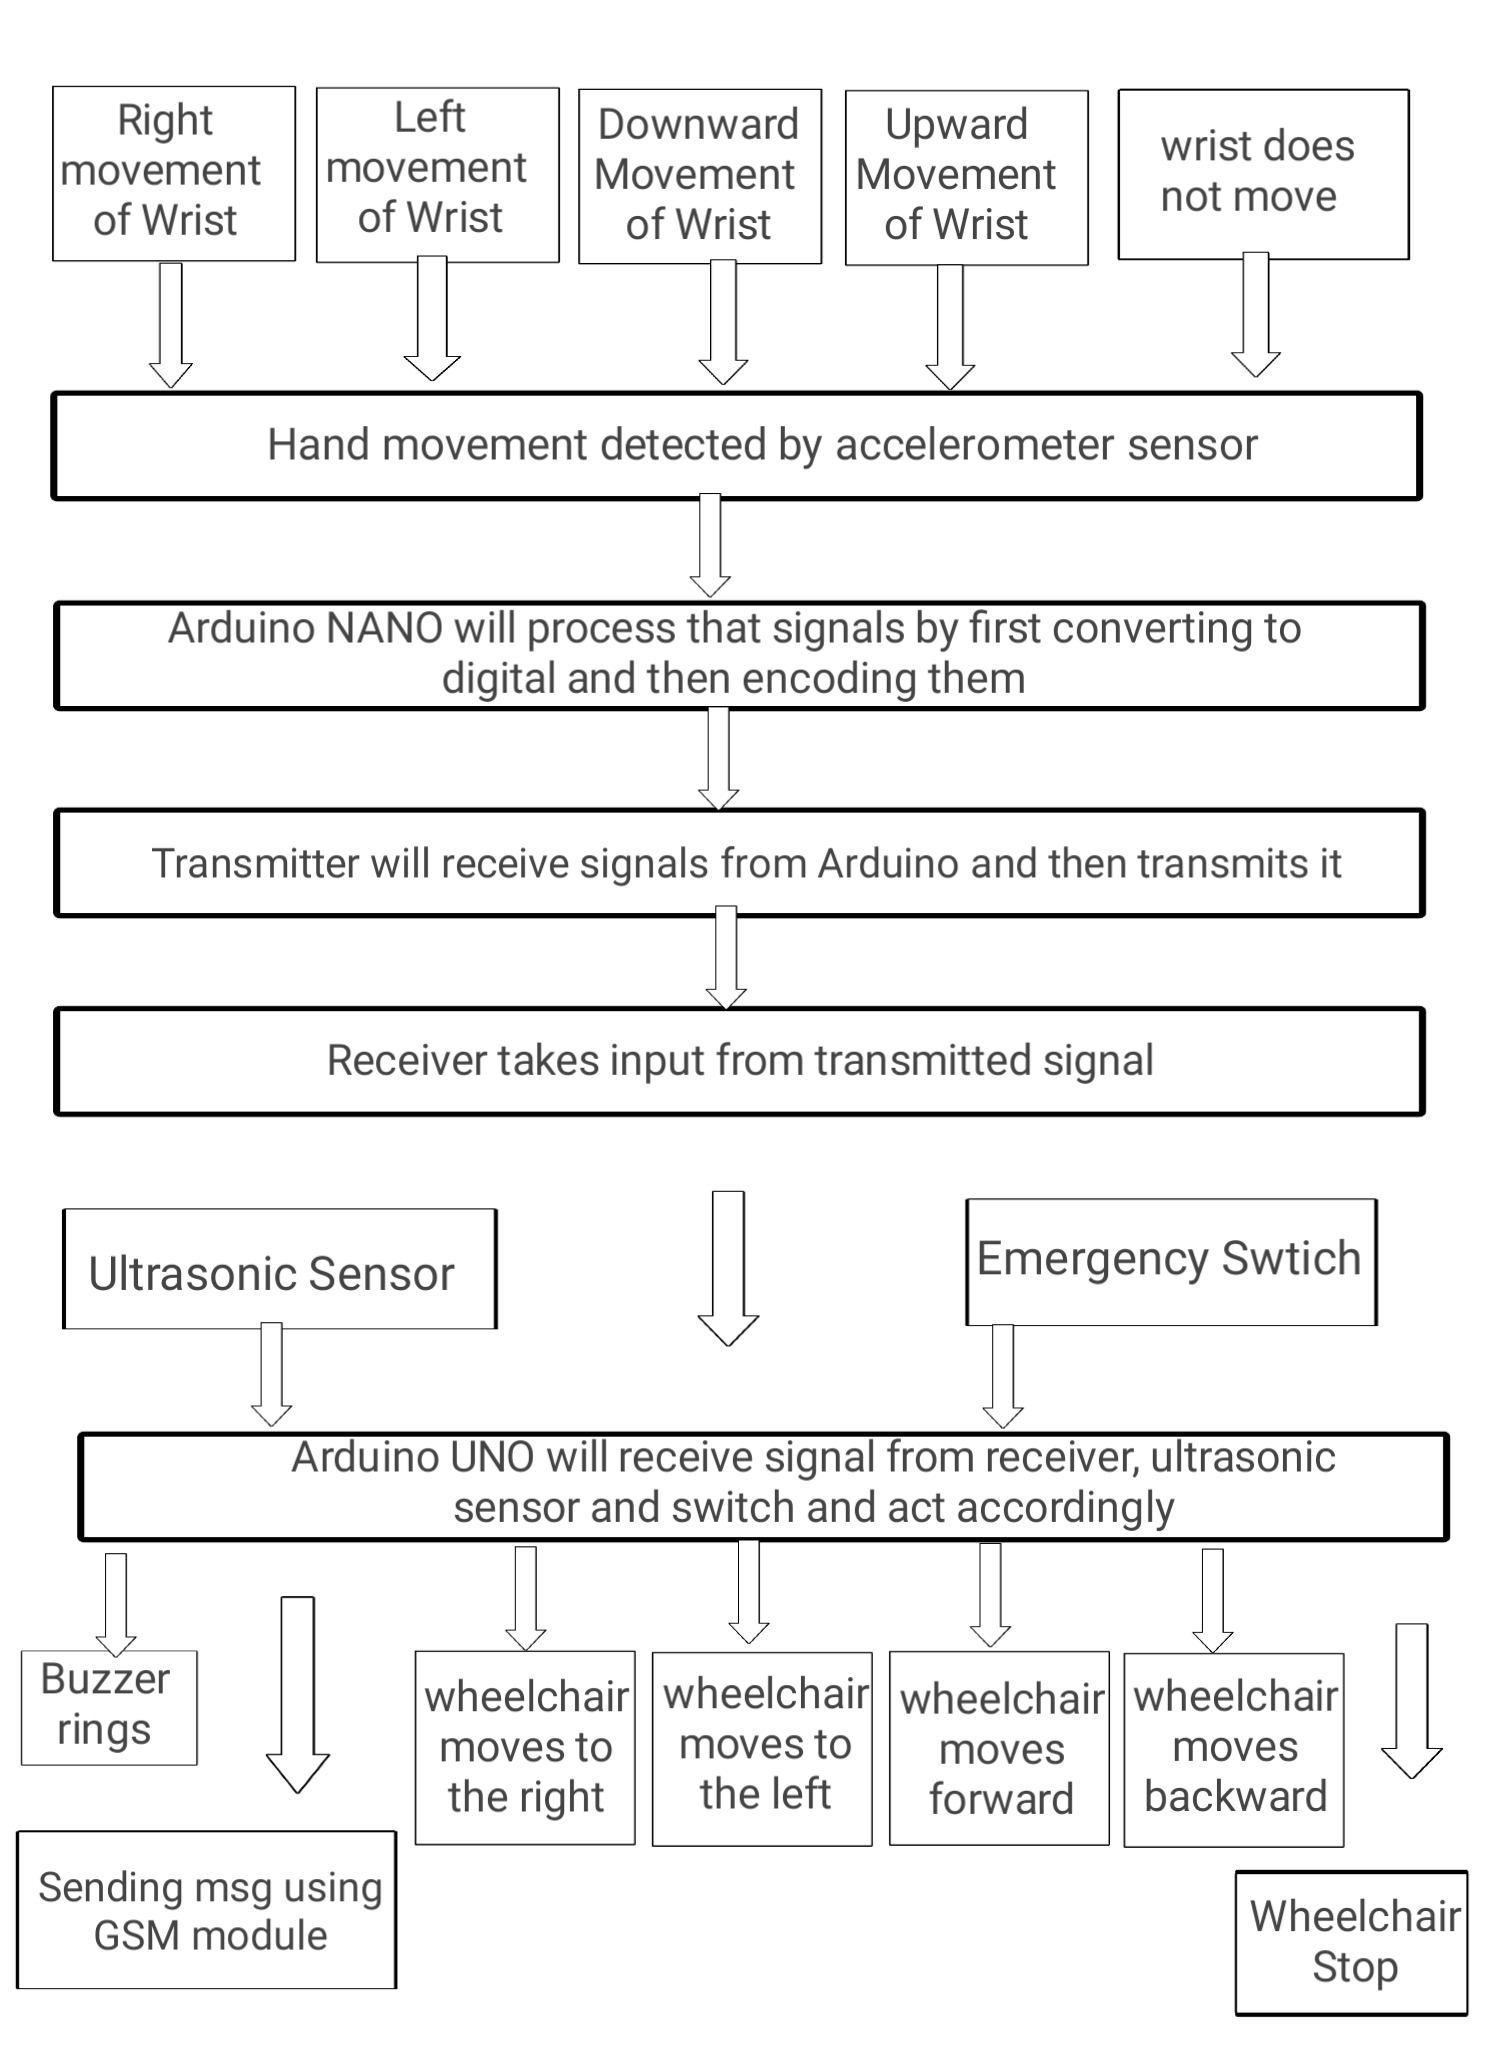 Right
movement
of Wrist
Left
movement
of Wrist
Downward
Movement
of Wrist
Upward
Movement
of Wrist
wrist does
not move
Hand movement detected by accelerometer sensor
Arduino NANO will process that signals by first converting to
digital and then encoding them
Transmitter will receive signals from Arduino and then transmits it
Receiver takes input from transmitted signal
Ultrasonic Sensor
Emergency Swtich
Arduino UNO will receive signal from receiver, ultrasonic
sensor and switch and act accordingly
Buzzer
rings
wheelchair
moves to
the right
wheelchair
moves to
the left
wheelchair
moves
forward
wheelchair
moves
backward
Sending msg using
GSM module
Wheelchair
Stop